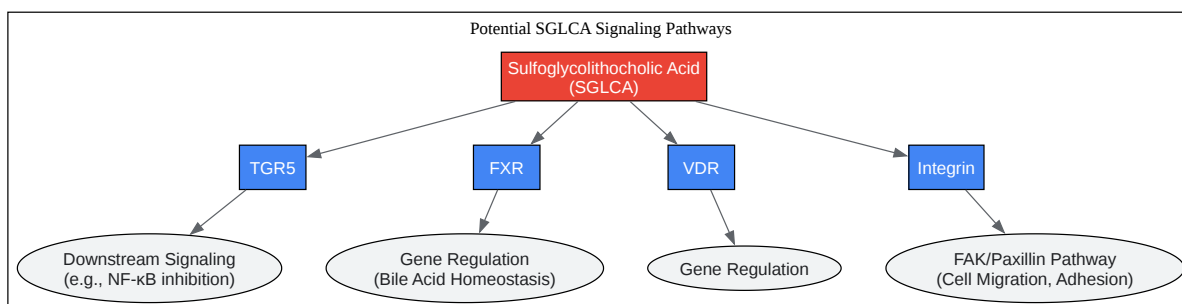 Potential SGLCA Signaling Pathways
Sulfoglycolithocholic Acid
(SGLCA)
TGR5
FXR
VDR
Integrin
Downstream Signaling
(e.g., NF-κB inhibition)
Gene Regulation
(Bile Acid Homeostasis)
Gene Regulation
FAK/Paxillin Pathway
(Cell Migration, Adhesion)